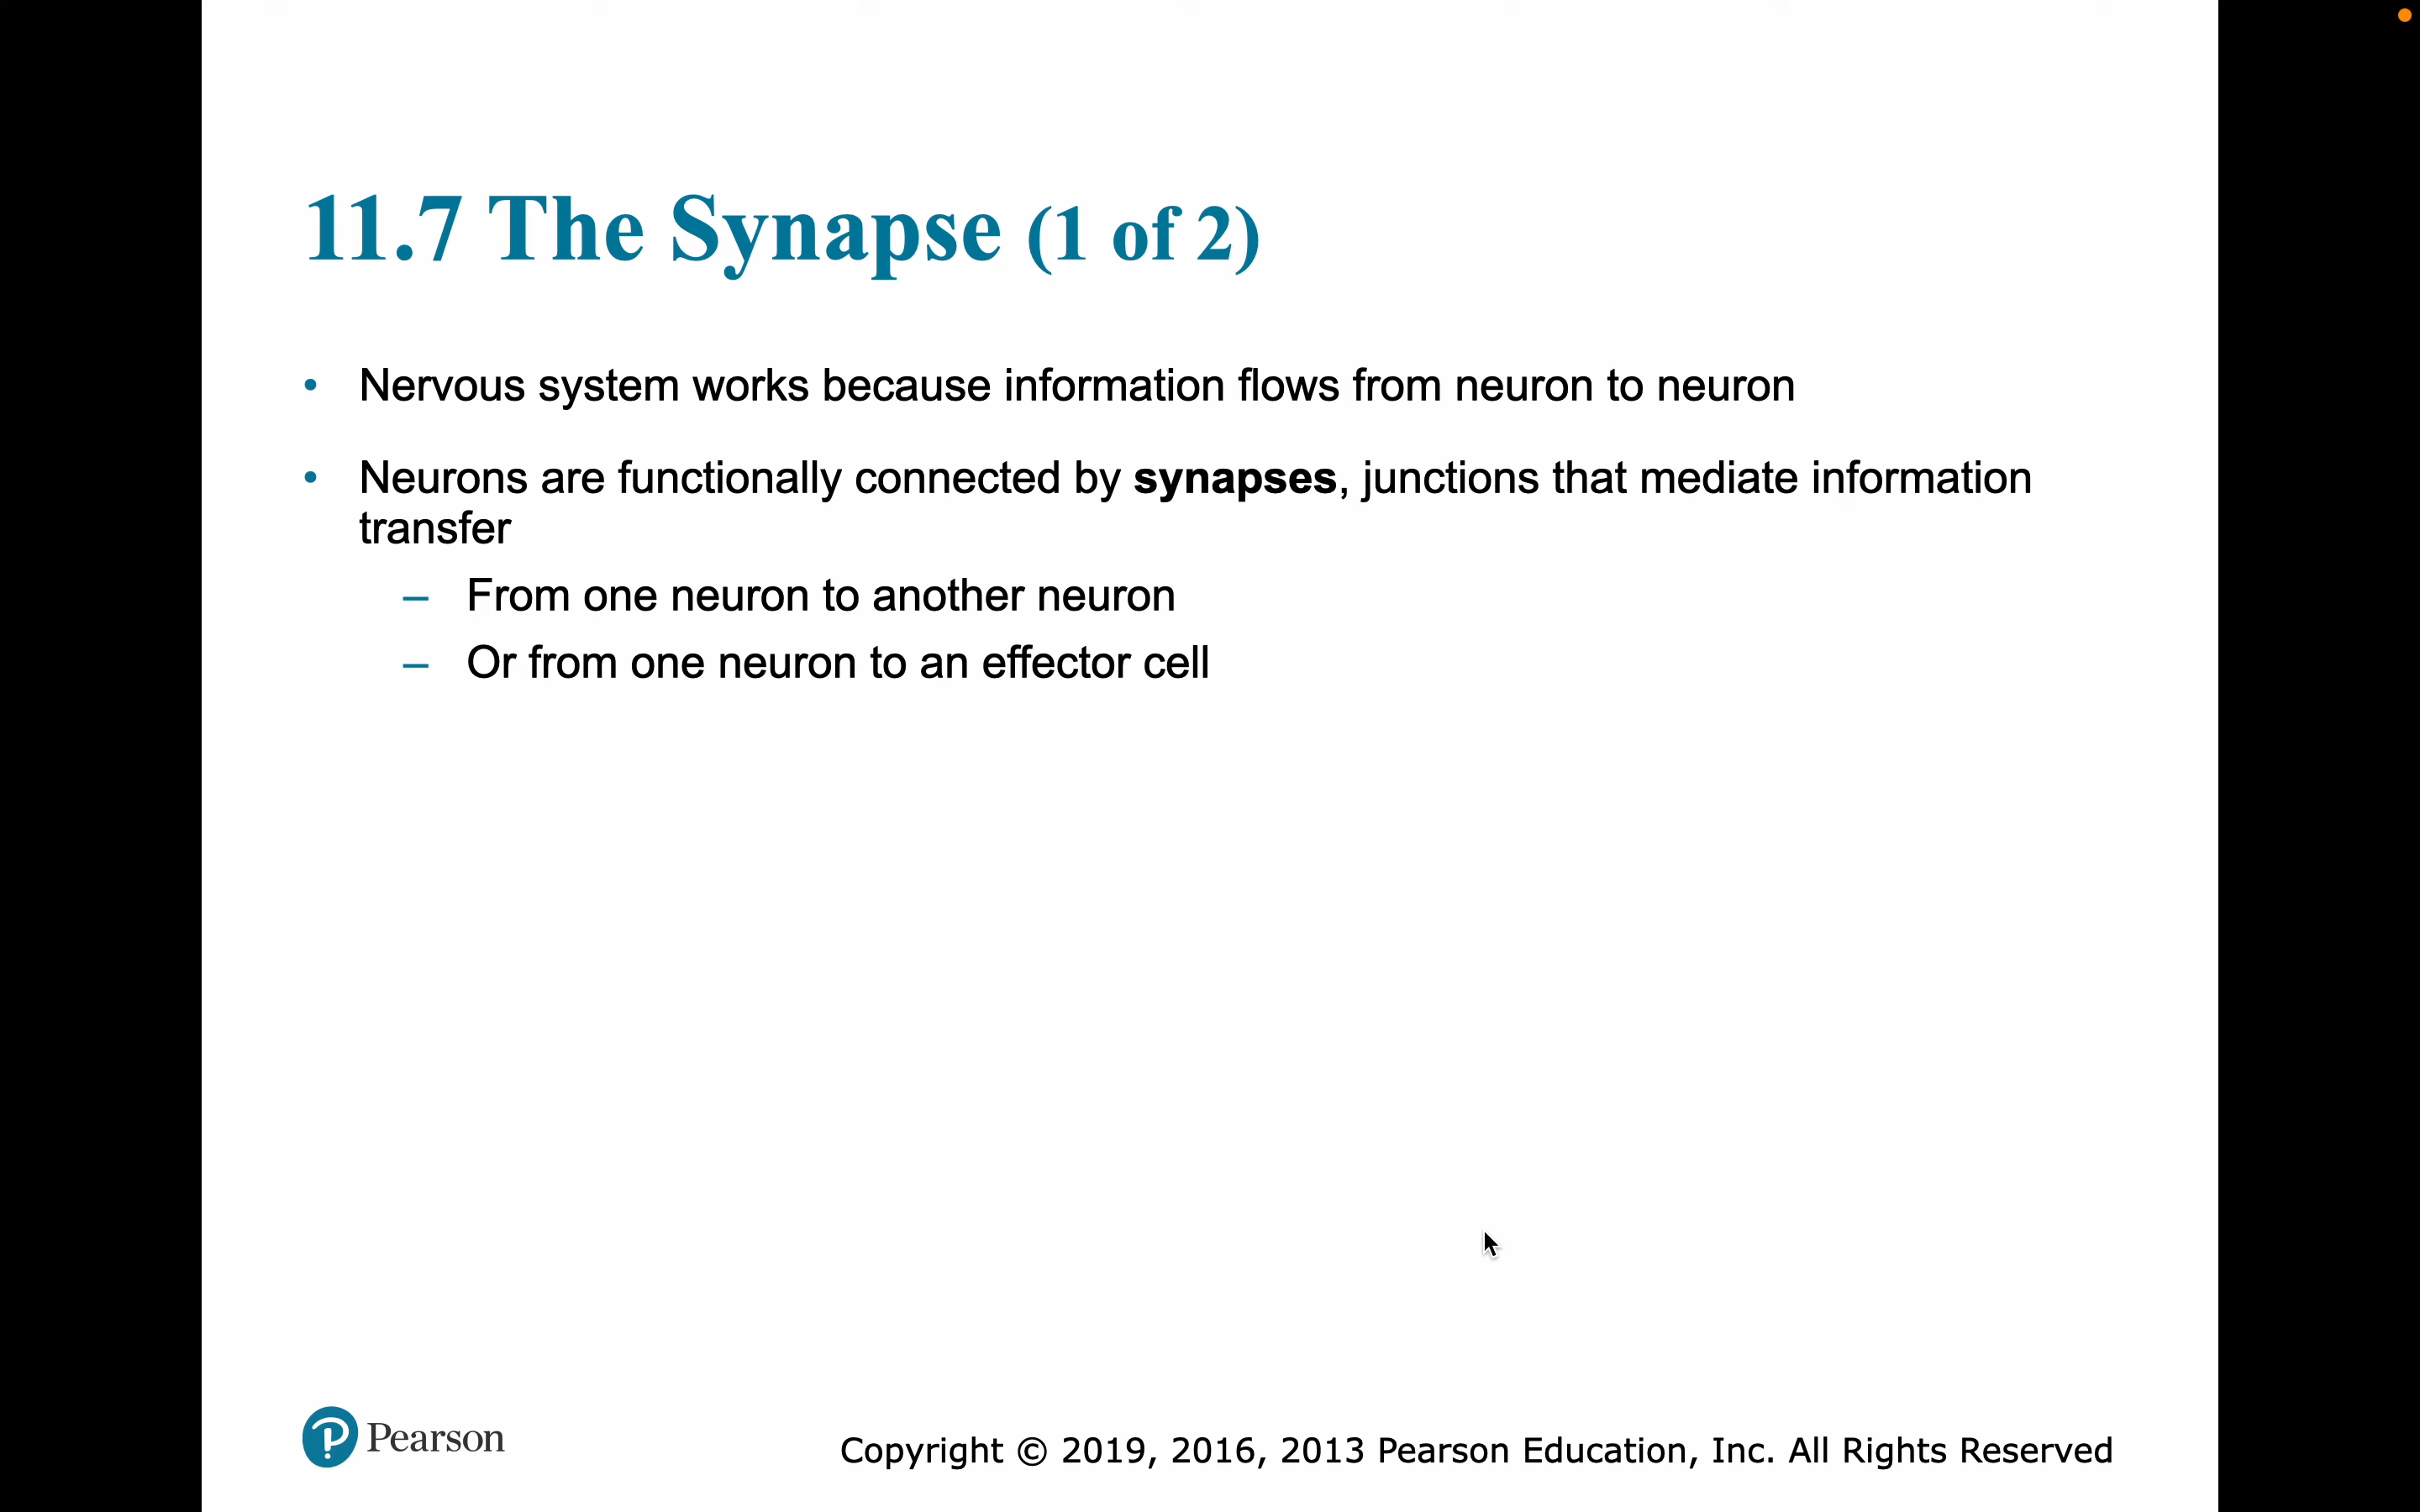 11.7 The Synapse (1 of 2)
• Nervous system works because information flows from neuron to neuron
• Neurons are functionally connected by synapses, junctions that mediate information
transfer
– From one neuron to another neuron
– Or from one neuron to an effector cell
Pearson
Copyright © 2019, 2016, 2013 Pearson Education, Inc. All Rights Reserved